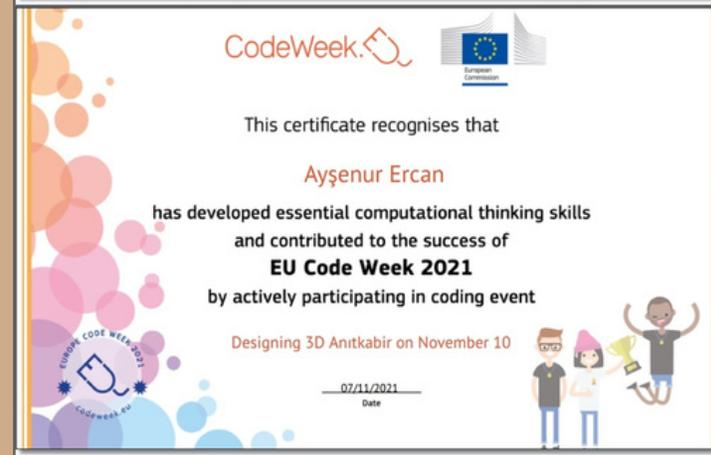 CodeWeek.
European
Commission
This certificate recognises that
Ayşenur Ercan
has developed essential computational thinking skills
and contributed to the success of
EU Code Week 2021
by actively participating in coding event
Designing 3D Anıtkabir on November 10
07/11/2021
Date
EUROPE CODE WEEK 2021
codeweek.eu